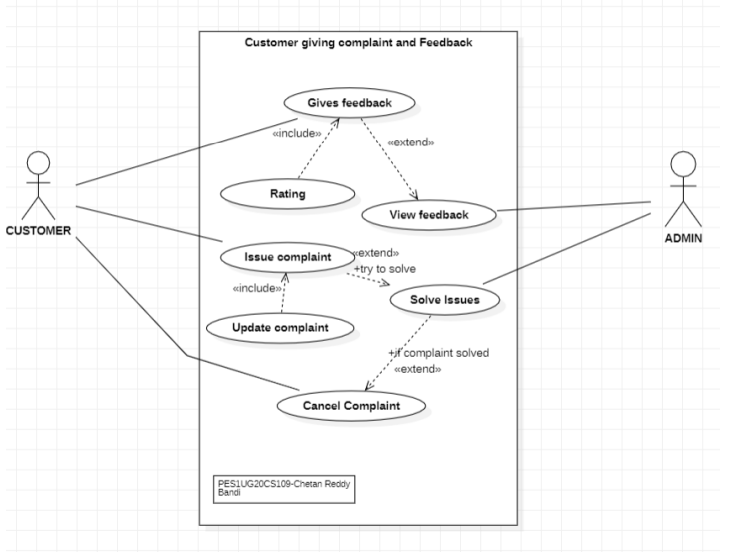 Customer giving complaint and Feedback
Gives feedback
«include»
«extend»
Rating
View feedback
CUSTOMER
ADMIN
Issue complaint
«extend»
+try to solve
«include»
Solve Issues
Update complaint
+if complaint solved
«extend»
Cancel Complaint
PES1UG20CS109-Chetan Reddy
Bandi